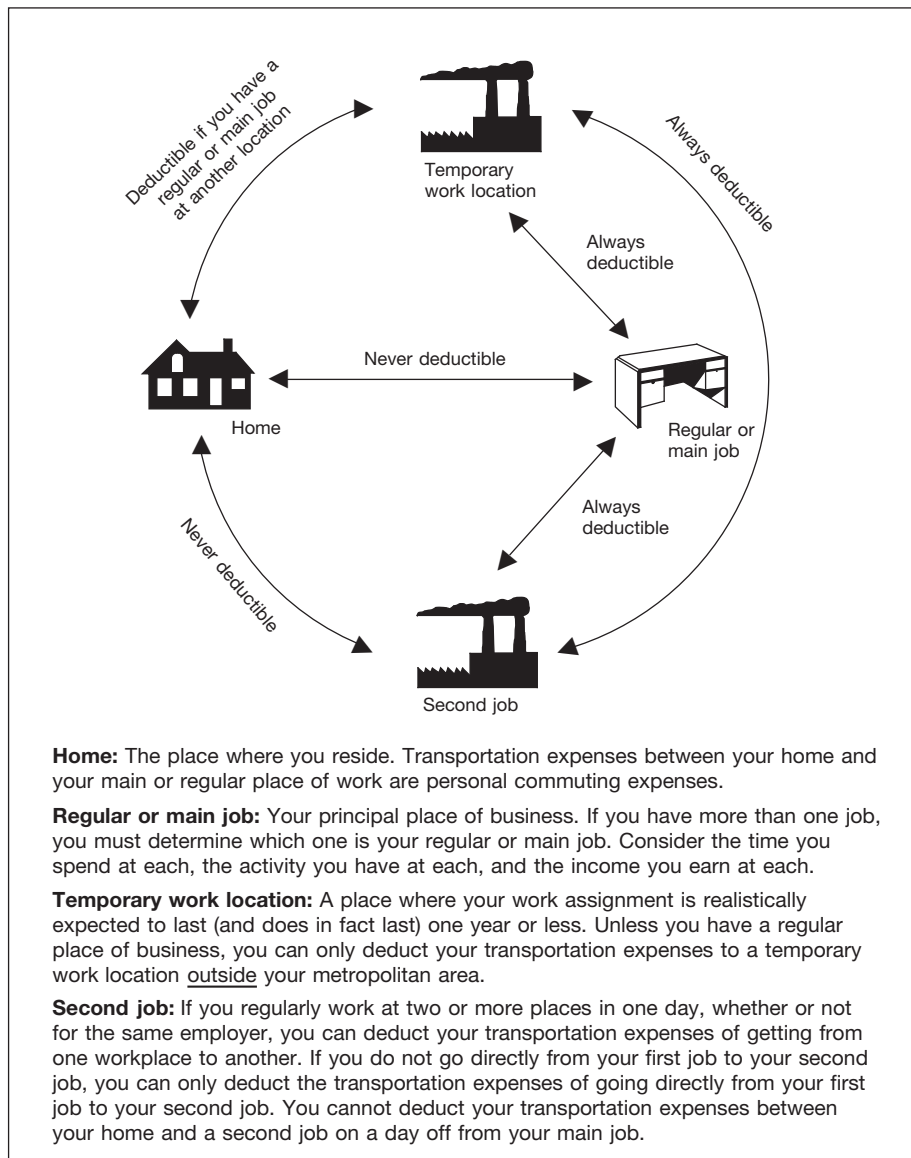 Deductible if you have a
regular or main job
at another location
Temporary
work location
Always deductible
Always
deductible
Never deductible
Home
Regular or
main job
Always
deductible
Never deductible
Second job
Home: The place where you reside. Transportation expenses between your home and
your main or regular place of work are personal commuting expenses.
Regular or main job: Your principal place of business. If you have more than one job,
you must determine which one is your regular or main job. Consider the time you
spend at each, the activity you have at each, and the income you earn at each.
Temporary work location: A place where your work assignment is realistically
expected to last (and does in fact last) one year or less. Unless you have a regular
place of business, you can only deduct your transportation expenses to a temporary
work location outside your metropolitan area.
Second job: If you regularly work at two or more places in one day, whether or not
for the same employer, you can deduct your transportation expenses of getting from
one workplace to another. If you do not go directly from your first job to your second
job, you can only deduct the transportation expenses of going directly from your first
job to your second job. You cannot deduct your transportation expenses between
your home and a second job on a day off from your main job.